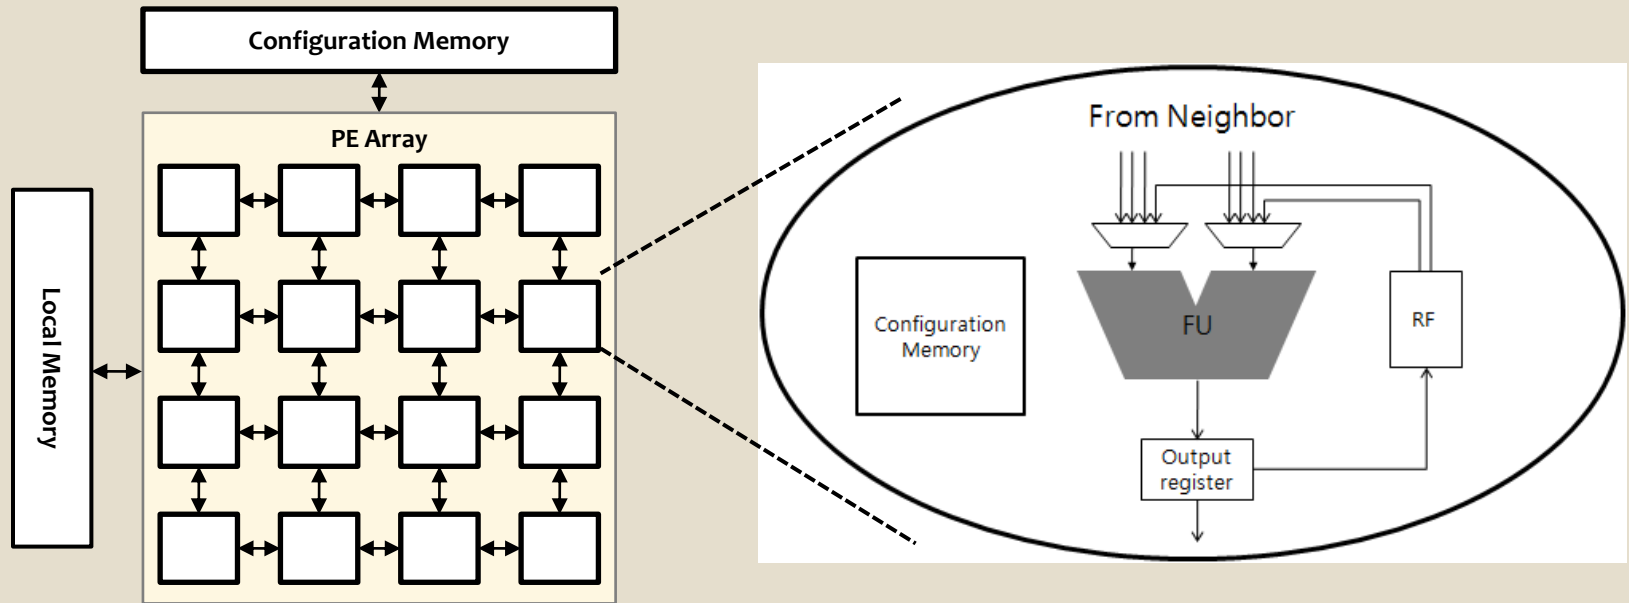 Configuration Memory
PE Array
Local Memory
From Neighbor
Configuration
Memory
FU
RF
Output
register